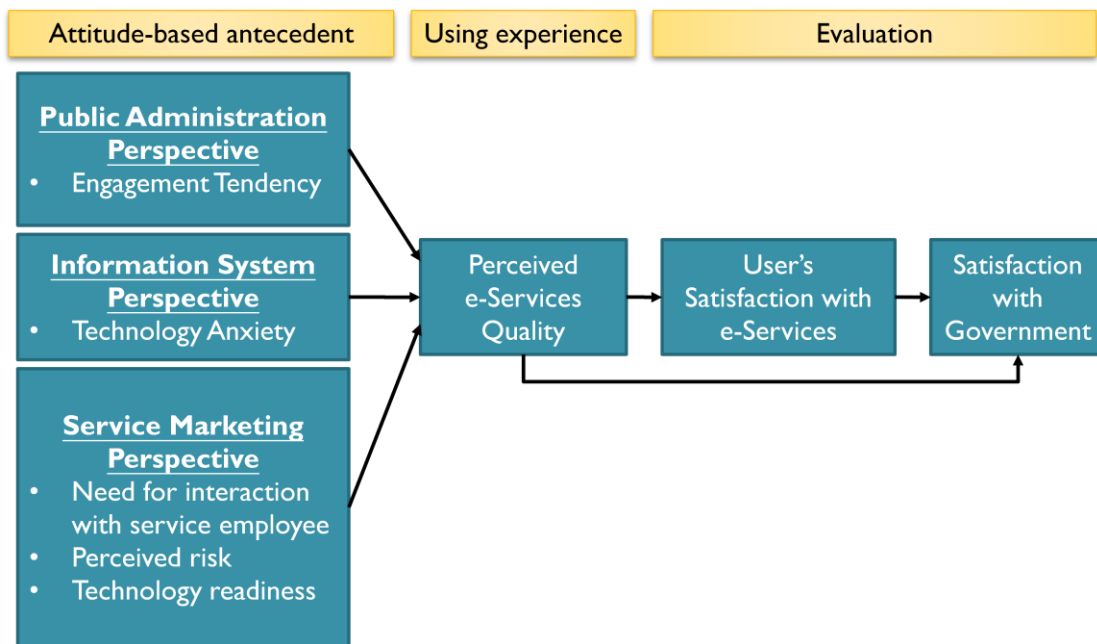 Attitude-based antecedent
Using experience
Evaluation
Public Administration
Perspective
• Engagement Tendency
Information System
Perspective
• Technology Anxiety
Service Marketing
Perspective
• Need for interaction
with service employee
• Perceived risk
• Technology readiness
Perceived
e-Services
Quality
User's
Satisfaction with
e-Services
Satisfaction
with
Government